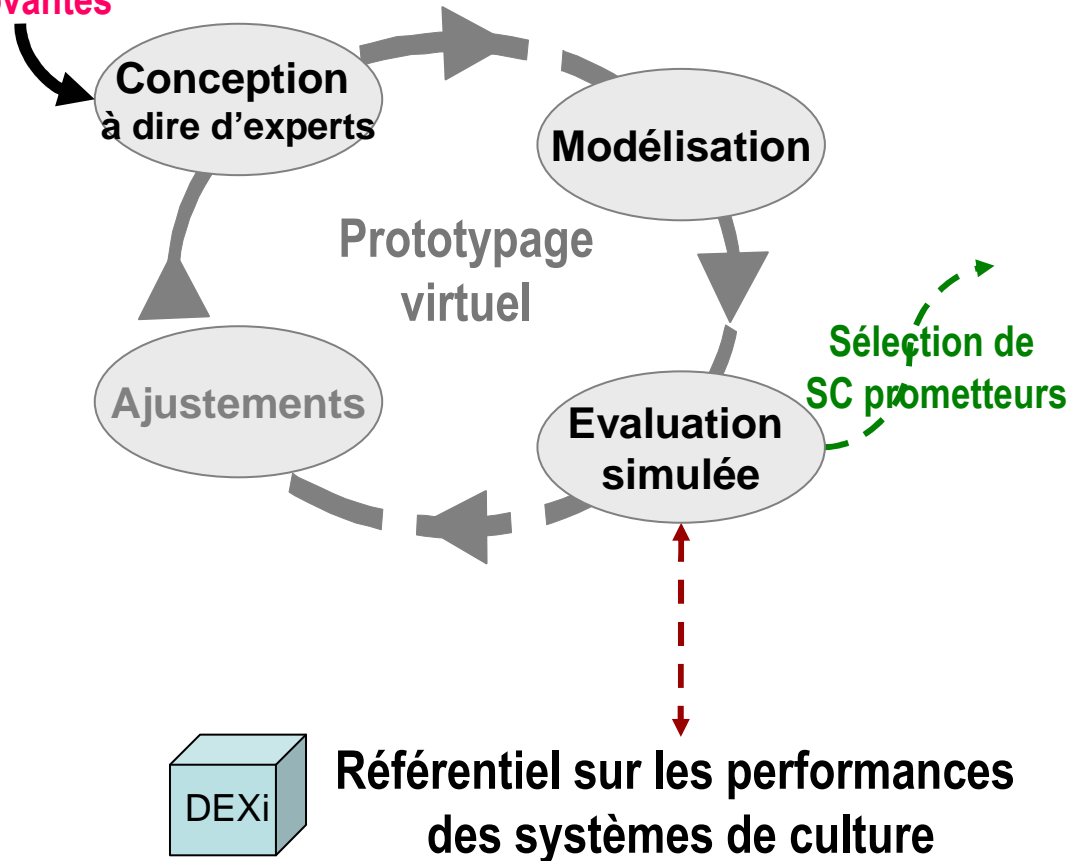 Conception
à dire d'experts
Modélisation
Prototypage
virtuel
Sélection de
SC prometteurs
Ajustements
Evaluation
simulée
DEXi
Référentiel sur les performances
des systèmes de culture